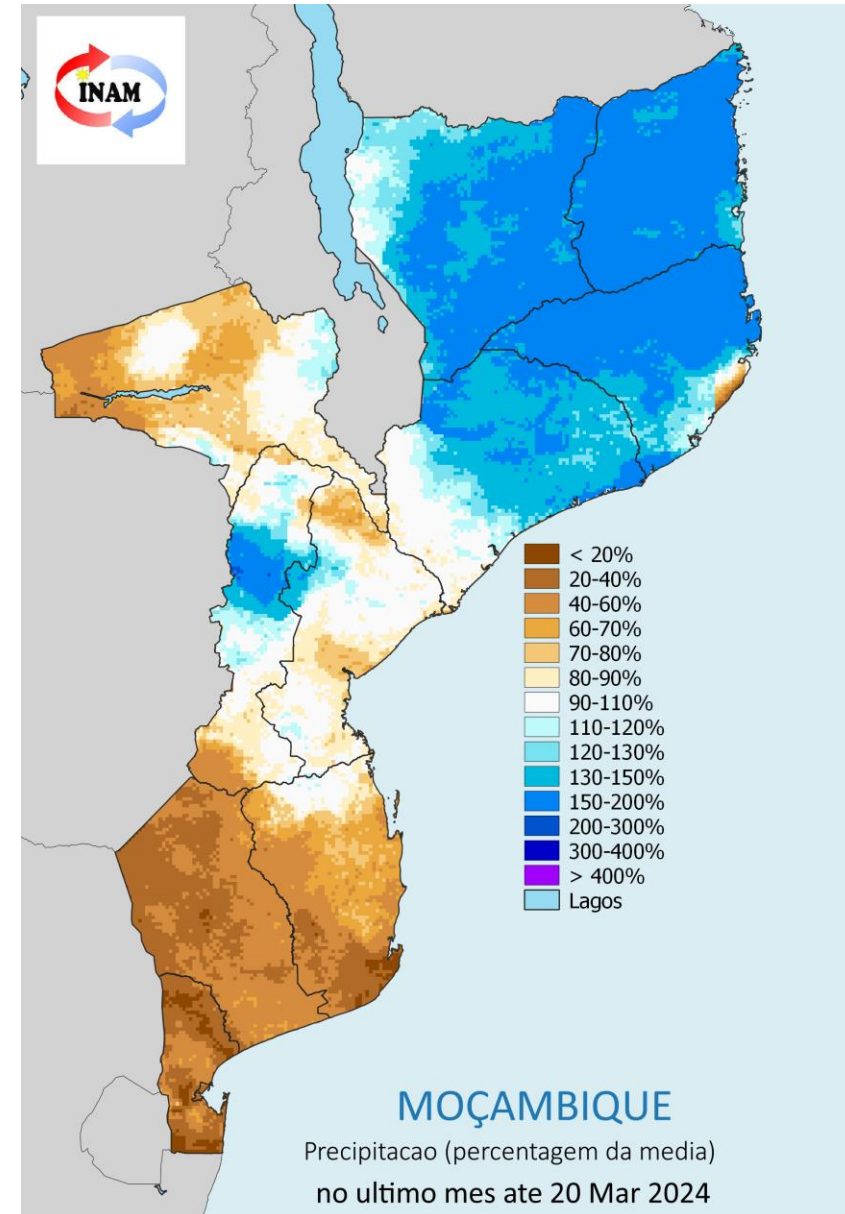 INAM
< 20%
20-40%
40-60%
60-70%
70-80%
80-90%
90-110%
110-120%
120-130%
130-150%
150-200%
200-300%
300-400%
> 400%
Lagos
MOÇAMBIQUE
Precipitacao (percentagem da media)
no ultimo mes ate 20 Mar 2024